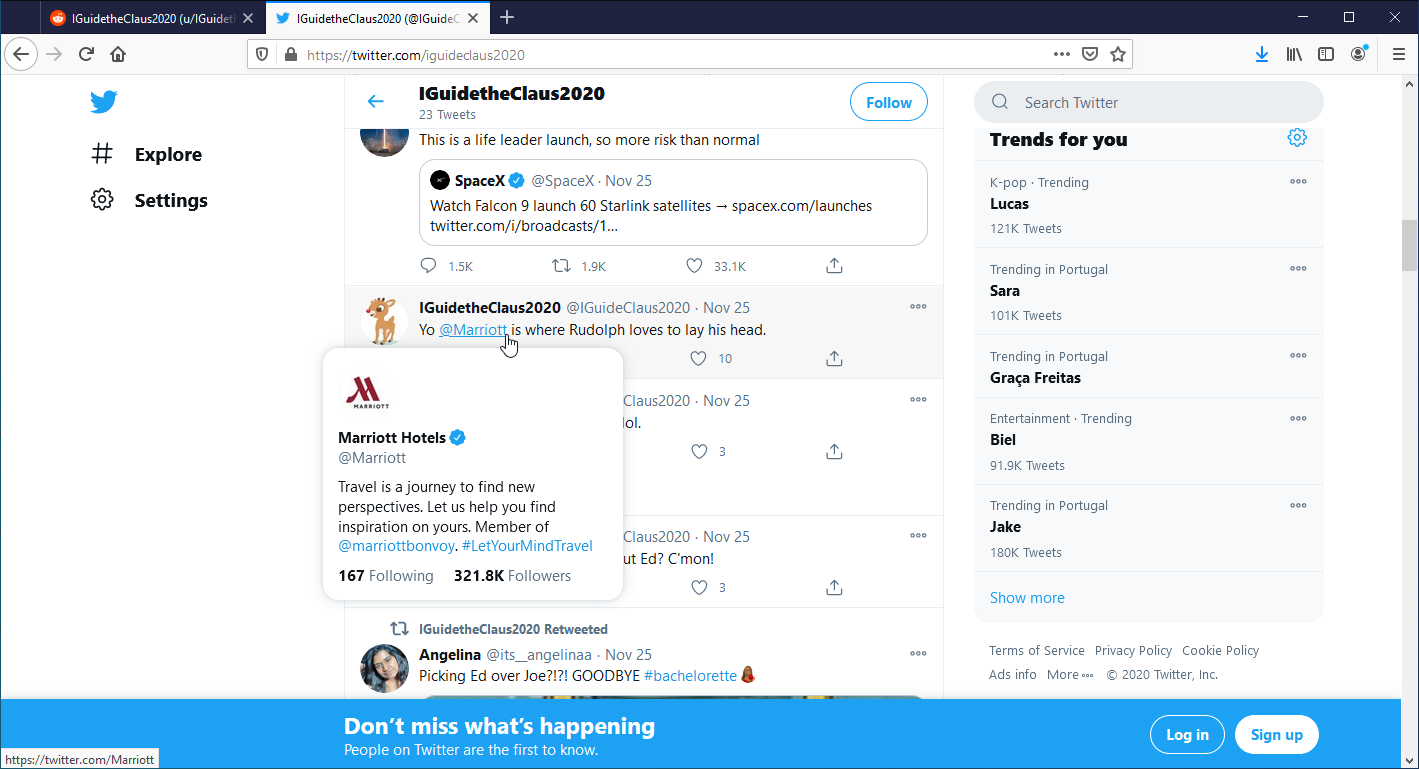 IGuidetheClaus2020 (u/IGuidetl
IGuidetheClaus2020 (@IGuideC
https://twitter.com/iguideclaus2020
Explore
Settings
IGuidetheClaus2020
23 Tweets
Follow
This is a life leader launch, so more risk than normal
SpaceX @SpaceX · Nov 25
Watch Falcon 9 launch 60 Starlink satellites → spacex.com/launches
twitter.com/i/broadcasts/1...
1.5K 1.9K 33.1K
IGuidetheClaus2020 @IGuideClaus2020 · Nov 25
Yo @Marriott is where Rudolph loves to lay his head.
10
MARRIOTT
Marriott Hotels
@Marriott
Travel is a journey to find new
perspectives. Let us help you find
inspiration on yours. Member of
@marriottbonvoy. #LetYourMindTravel
167 Following 321.8K Followers
Claus2020 · Nov 25
lol.
3
Claus2020 · Nov 25
ut Ed? C'mon!
3
IGuidetheClaus2020 Retweeted
Angelina @its__angelinaa · Nov 25
Picking Ed over Joe?!?! GOODBYE #bachelorette
Search Twitter
Trends for you
K-pop · Trending
Lucas
121K Tweets
Trending in Portugal
Sara
101K Tweets
Trending in Portugal
Graça Freitas
Entertainment · Trending
Biel
91.9K Tweets
Trending in Portugal
Jake
180K Tweets
Show more
Terms of Service Privacy Policy Cookie Policy
Ads info More ··· © 2020 Twitter, Inc.
Don’t miss what’s happening
People on Twitter are the first to know.
Log in
Sign up
https://twitter.com/Marriott